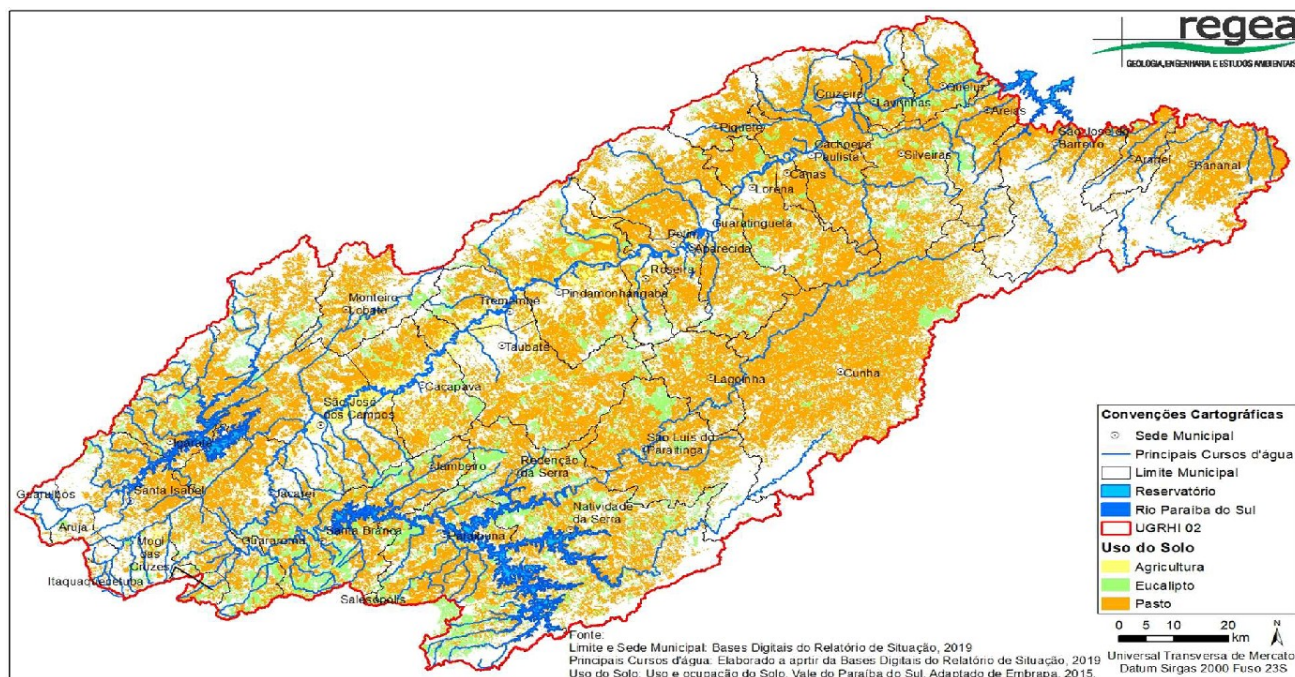 regea
GEOLOGIA, ENGENHARIA E ESTUDOS AMBIENTAIS
Queluz
Cruzeiro
Lavrinhas
Areias
Piquete
São José do
Barreiro
Cachoeira
Paulista
Silveiras
Arapeí
Bananal
Canas
Lorena
Guaratinguetá
Potim
Aparecida
Roseira
Pindamonhangaba
Monteiro
Lobato
Tremembé
Taubaté
Lagoinha
Cunha
Caçapava
São José
dos Campos
São Luís do
Paraitinga
Igaratá
Jambeiro
Redenção
da Serra
Santa Isabel
Guarulhos
Jacareí
Natividade
da Serra
Arujá
Santa Branca
Paraibuna
Mogi
das
Cruzes
Guararema
Itaquaquecetuba
Salesópolis
Convenções Cartográficas
Sede Municipal
Principais Cursos d'água
Limite Municipal
Reservatório
Rio Paraíba do Sul
UGRHI 02
Uso do Solo
Agricultura
Eucalipto
Pasto
0 5 10 20
km
N
Universal Transversa de Mercato
Datum Sirgas 2000 Fuso 23S
Fonte:
Limite e Sede Municipal: Bases Digitais do Relatório de Situação, 2019
Principais Cursos d'água: Elaborado a aprtir da Bases Digitais do Relatório de Situação, 2019
Uso do Solo: Uso e ocupação do Solo, Vale do Paraíba do Sul, Adaptado de Embrapa, 2015.